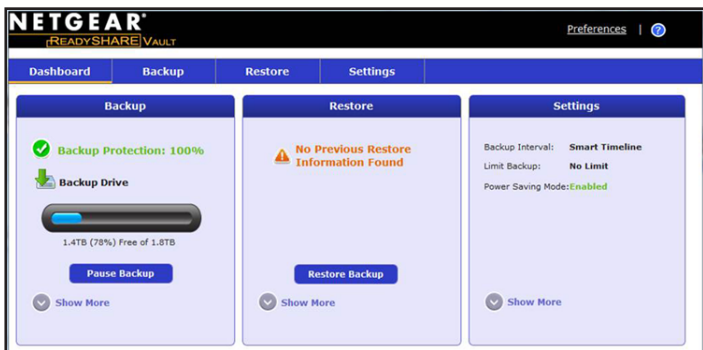 NETGEAR®
READYSHARE VAULT
Preferences | ?
Dashboard Backup Restore Settings
Backup
Backup Protection: 100%
Backup Drive
1.4TB (78%) Free of 1.8TB
Pause Backup
Show More
Restore
No Previous Restore
Information Found
Restore Backup
Show More
Settings
Backup Interval: Smart Timeline
Limit Backup: No Limit
Power Saving Mode:Enabled
Show More